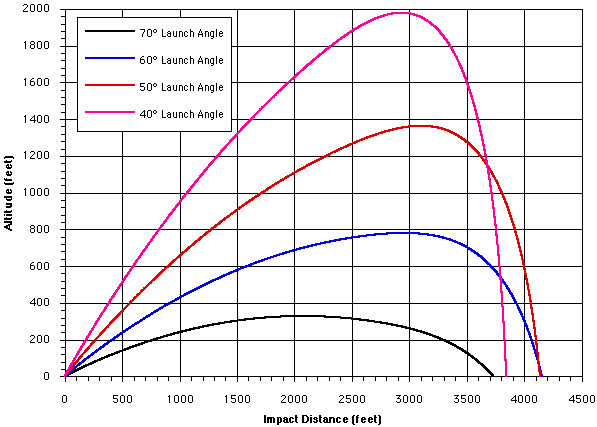 2000
1800
1600
1400
1200
1000
800
600
400
200
0
70° Launch Angle
60° Launch Angle
50° Launch Angle
40° Launch Angle
Altitude (feet)
0 500 1000 1500 2000 2500 3000 3500 4000 4500
Impact Distance (feet)